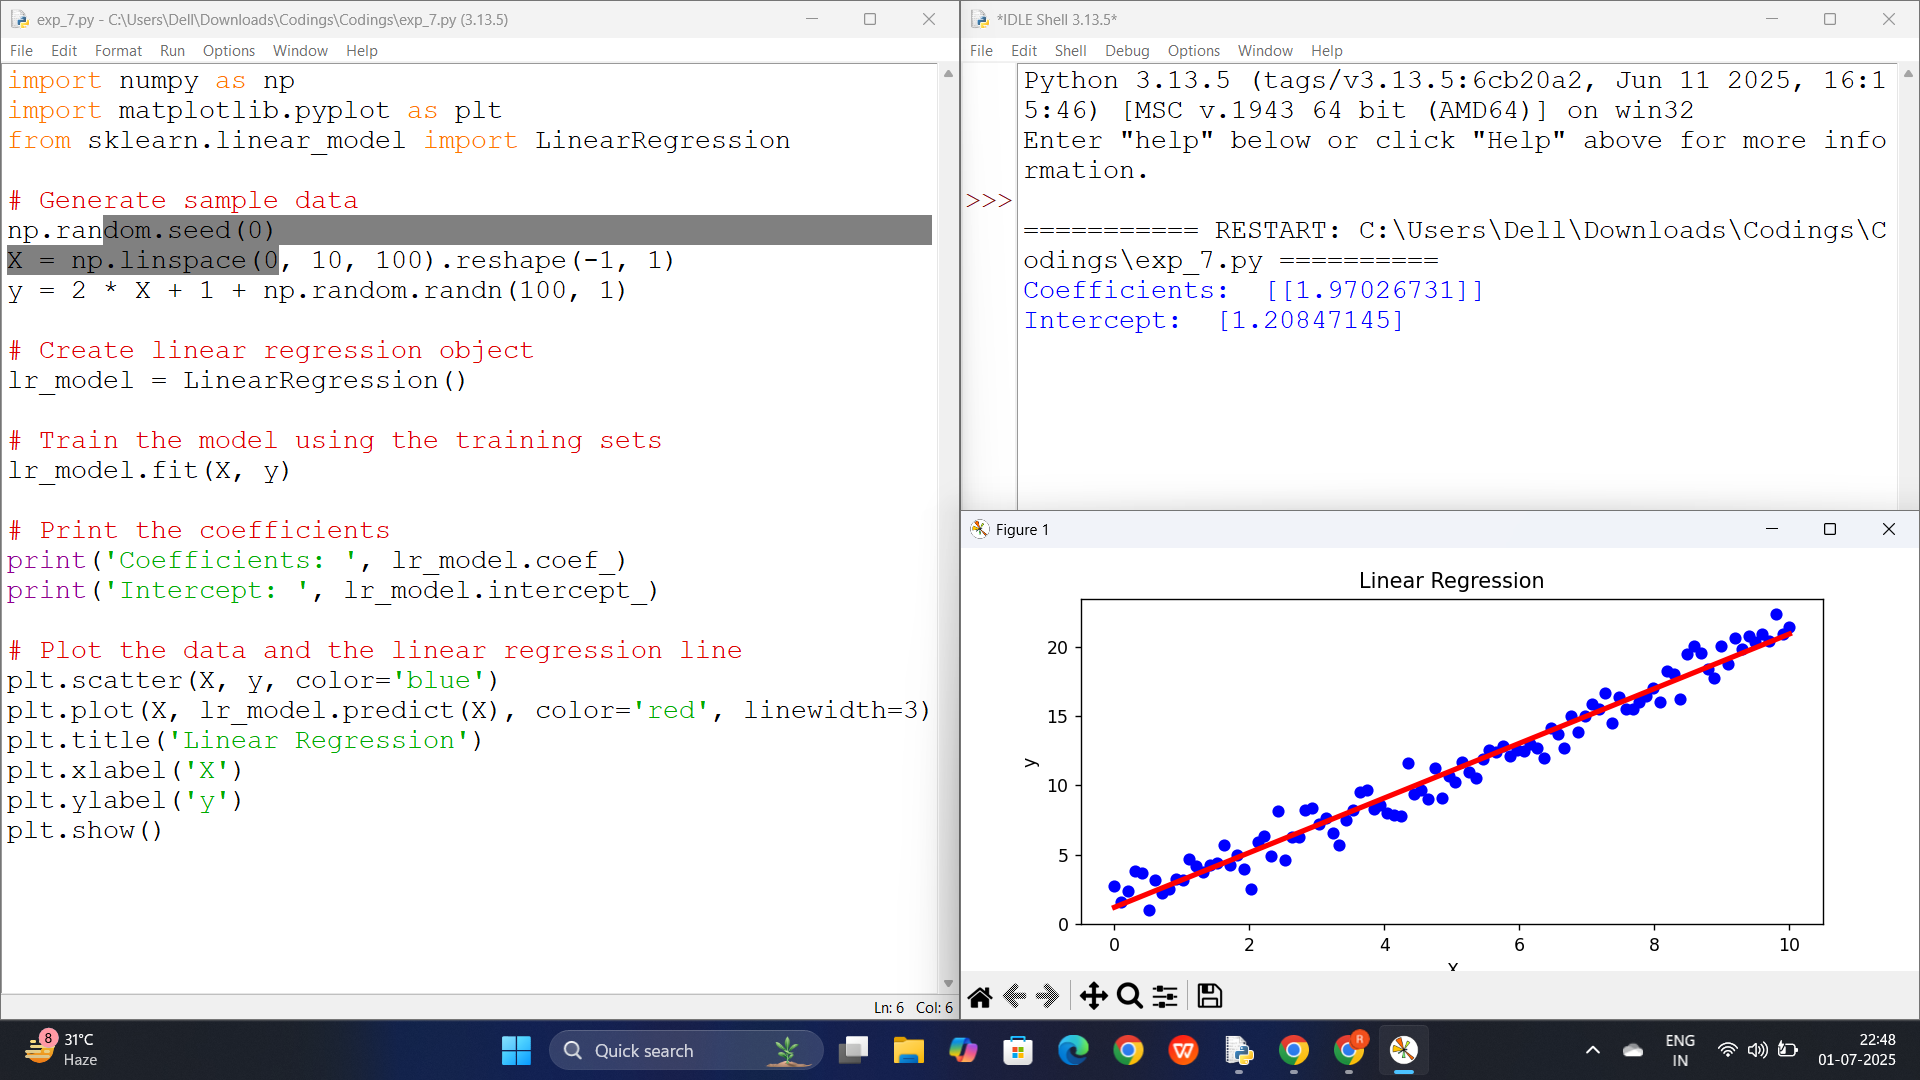 exp_7.py - C:\Users\Dell\Downloads\Codings\Codings\exp_7.py (3.13.5)
File Edit Format Run Options Window Help
import numpy as np
import matplotlib.pyplot as plt
from sklearn.linear_model import LinearRegression
# Generate sample data
np.random.seed(0)
X = np.linspace(0, 10, 100).reshape(-1, 1)
y = 2 * X + 1 + np.random.randn(100, 1)
# Create linear regression object
lr_model = LinearRegression()
# Train the model using the training sets
lr_model.fit(X, y)
# Print the coefficients
print('Coefficients: ', lr_model.coef_)
print('Intercept: ', lr_model.intercept_)
# Plot the data and the linear regression line
plt.scatter(X, y, color='blue')
plt.plot(X, lr_model.predict(X), color='red', linewidth=3)
plt.title('Linear Regression')
plt.xlabel('X')
plt.ylabel('y')
plt.show()
Ln: 6 Col: 6
*IDLE Shell 3.13.5*
File Edit Shell Debug Options Window Help
Python 3.13.5 (tags/v3.13.5:6cb20a2, Jun 11 2025, 16:1
5:46) [MSC v.1943 64 bit (AMD64)] on win32
Enter "help" below or click "Help" above for more info
rmation.
>>>
=========== RESTART: C:\Users\Dell\Downloads\Codings\C
odings\exp_7.py ==========
Coefficients:  [[1.97026731]]
Intercept:  [1.20847145]
Figure 1
Linear Regression
20
15
10
5
0
y
0 2 4 6 8 10
X
8
31°C
Haze
Quick search
W
R
ENG
IN
22:48
01-07-2025